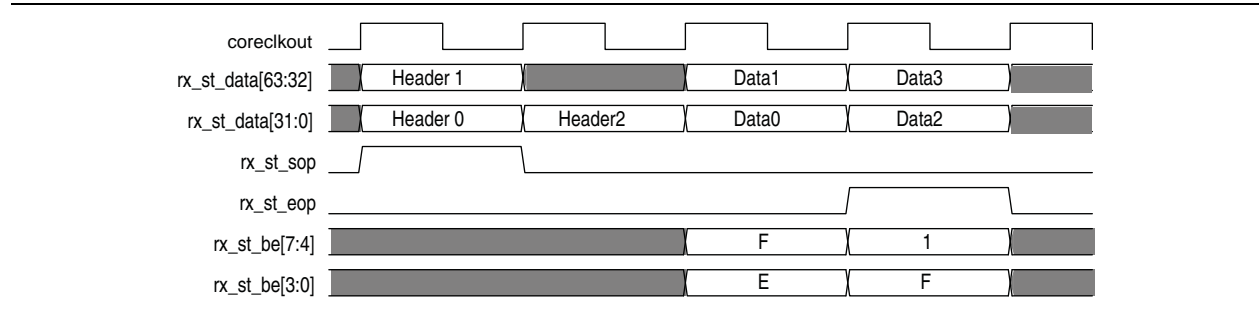 coreclkout
rx_st_data[63:32] Header 1 Data1 Data3
rx_st_data[31:0] Header 0 Header2 Data0 Data2
rx_st_sop
rx_st_eop
rx_st_be[7:4] F 1
rx_st_be[3:0] E F